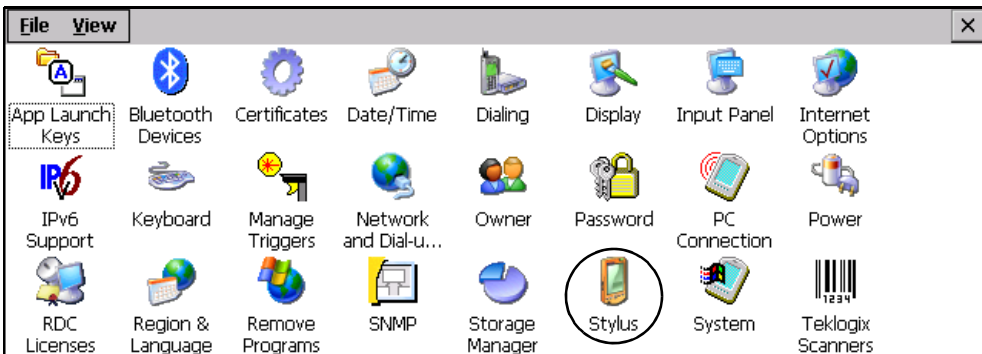 File View
App Launch Bluetooth Certificates Date/Time Dialing Display Input Panel Internet
Keys Devices Options
IPv6 Keyboard Manage Network Owner Password PC Power
Support Triggers and Dial-u... Connection
RDC Region & Remove SNMP Storage Stylus System Teklogix
Licenses Language Programs Manager Scanners
A
IPv6
1234